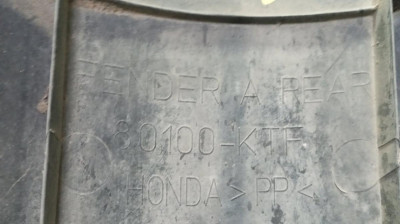 FENDER A REAR
80100-KTF
HONDA >PP<